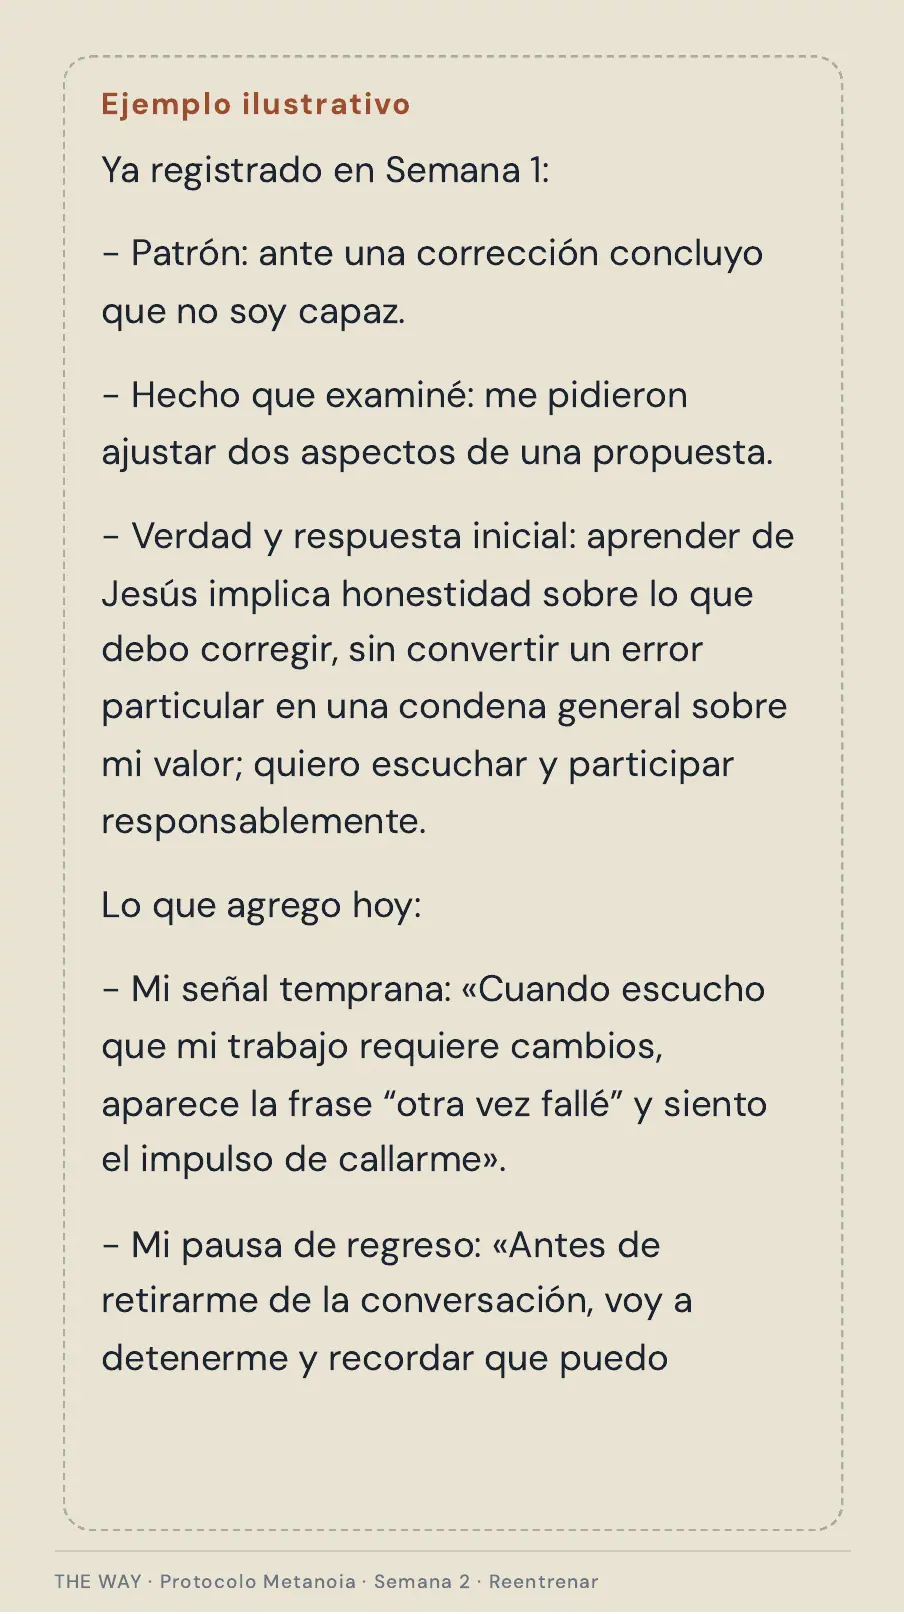 Ejemplo ilustrativo
Ya registrado en Semana 1:
– Patrón: ante una corrección concluyo
que no soy capaz.
– Hecho que examiné: me pidieron
ajustar dos aspectos de una propuesta.
– Verdad y respuesta inicial: aprender de
Jesús implica honestidad sobre lo que
debo corregir, sin convertir un error
particular en una condena general sobre
mi valor; quiero escuchar y participar
responsablemente.
Lo que agrego hoy:
– Mi señal temprana: «Cuando escucho
que mi trabajo requiere cambios,
aparece la frase “otra vez fallé” y siento
el impulso de callarme».
– Mi pausa de regreso: «Antes de
retirarme de la conversación, voy a
detenerme y recordar que puedo
THE WAY · Protocolo Metanoia · Semana 2 · Reentrenar